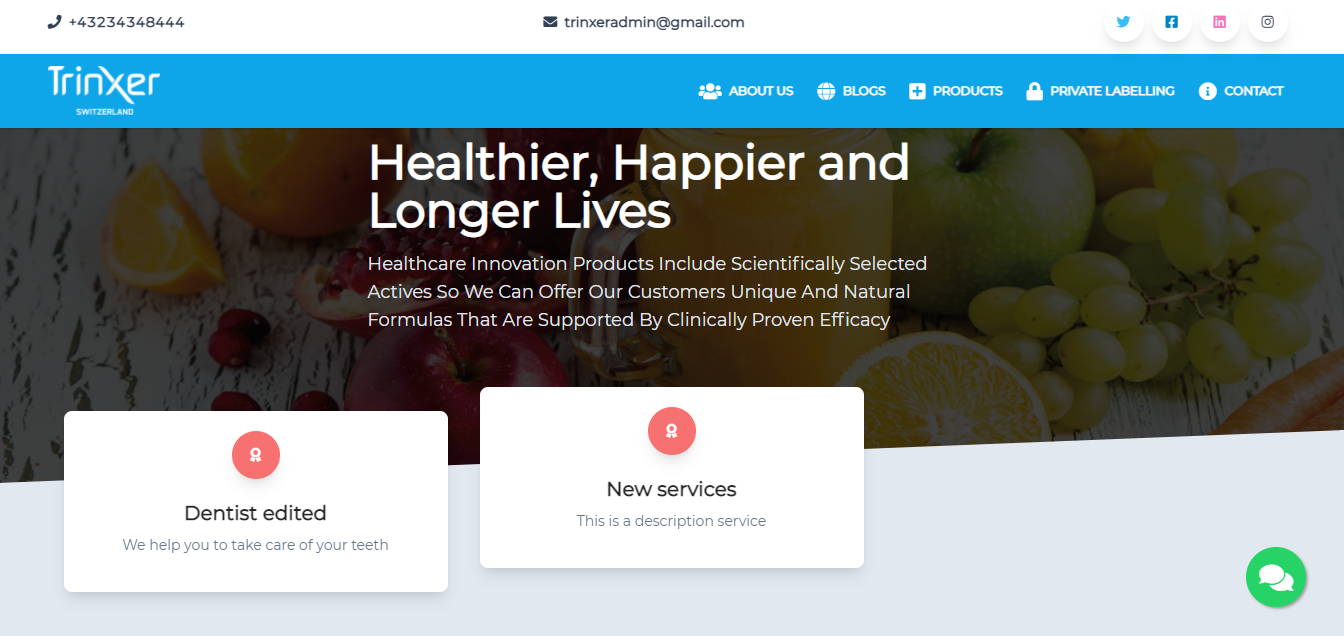 +43234348444
trinxeradmin@gmail.com
Trinxer
SWITZERLAND
ABOUT US
BLOGS
PRODUCTS
PRIVATE LABELLING
CONTACT
Healthier, Happier and
Longer Lives
Healthcare Innovation Products Include Scientifically Selected
Actives So We Can Offer Our Customers Unique And Natural
Formulas That Are Supported By Clinically Proven Efficacy
Dentist edited
We help you to take care of your teeth
New services
This is a description service